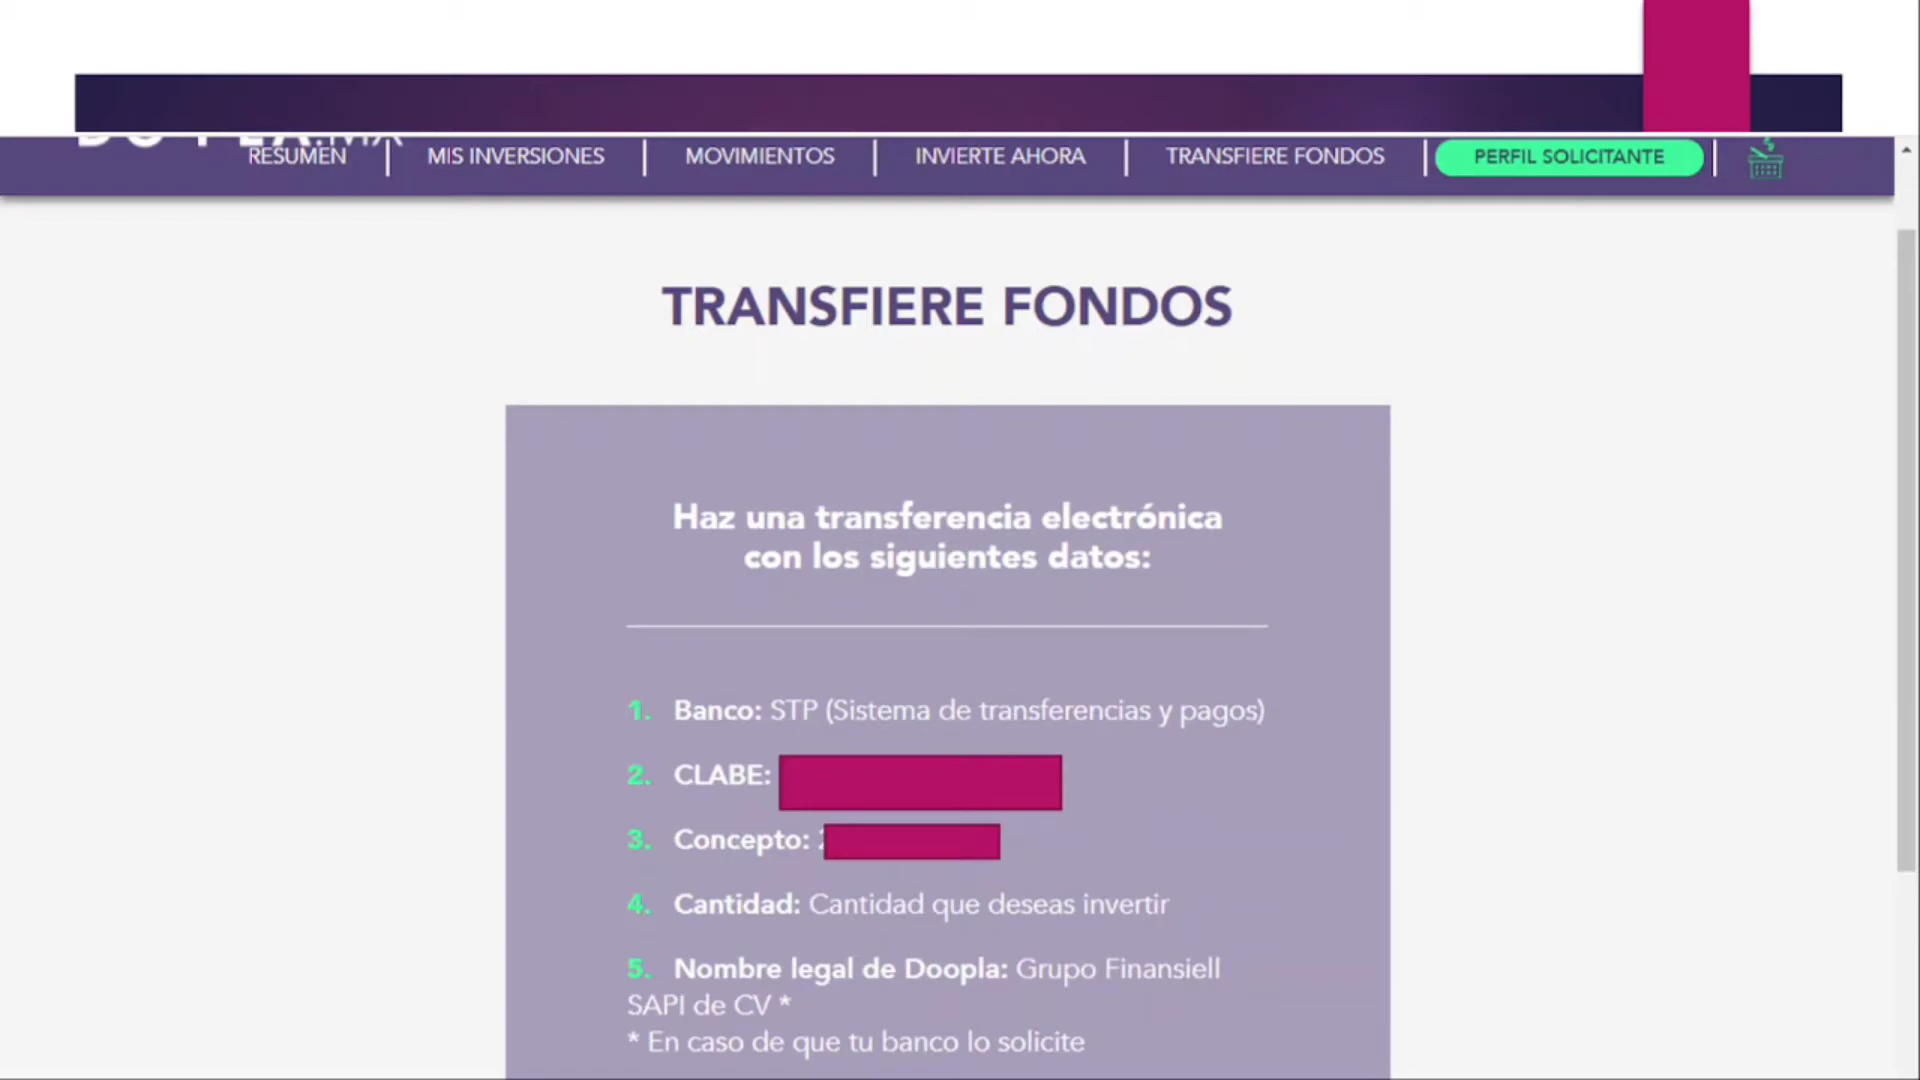 RESUMEN
MIS INVERSIONES
MOVIMIENTOS
INVIERTE AHORA
TRANSFIERE FONDOS
PERFIL SOLICITANTE
TRANSFIERE FONDOS
Haz una transferencia electrónica
con los siguientes datos:
1. Banco: STP (Sistema de transferencias y pagos)
2. CLABE:
3. Concepto:
4. Cantidad: Cantidad que deseas invertir
5. Nombre legal de Doopla: Grupo Finansiell
SAPI de CV *
* En caso de que tu banco lo solicite